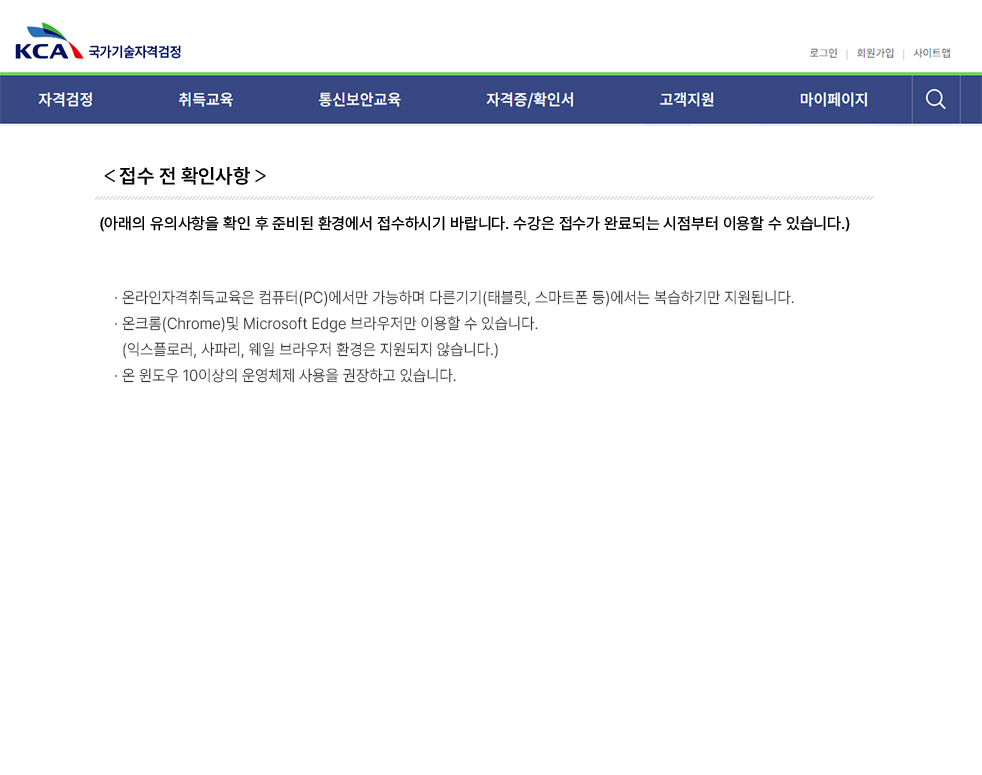 KCA 국가기술자격검정
로그인 | 회원가입 | 사이트맵
자격검정 취득교육 통신보안교육 자격증/확인서 고객지원 마이페이지
< 접수 전 확인사항 >
(아래의 유의사항을 확인 후 준비된 환경에서 접수하시기 바랍니다. 수강은 접수가 완료되는 시점부터 이용할 수 있습니다.)
· 온라인자격취득교육은 컴퓨터(PC)에서만 가능하며 다른기기(태블릿, 스마트폰 등)에서는 복습하기만 지원됩니다.
· 온크롬(Chrome)및 Microsoft Edge 브라우저만 이용할 수 있습니다.
(익스플로러, 사파리, 웨일 브라우저 환경은 지원되지 않습니다.)
· 온 윈도우 10이상의 운영체제 사용을 권장하고 있습니다.